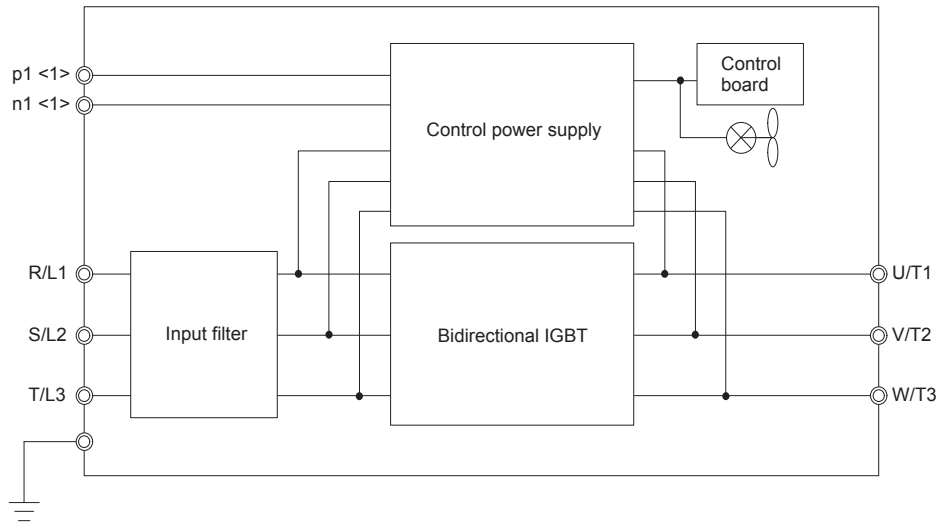 p1 <1>
n1 <1>
Control
board
Control power supply
R/L1
U/T1
S/L2
Input filter
Bidirectional IGBT
V/T2
T/L3
W/T3